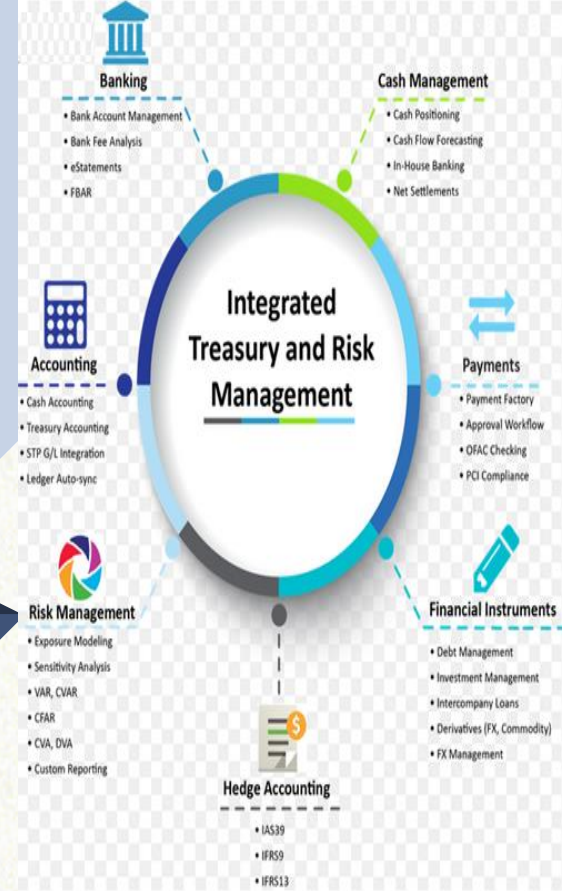 Banking
• Bank Account Management
• Bank Fee Analysis
• eStatements
• FBAR
Cash Management
• Cash Positioning
• Cash Flow Forecasting
• In-House Banking
• Net Settlements
Integrated
Treasury and Risk
Management
Accounting
• Cash Accounting
• Treasury Accounting
• STP G/L Integration
• Ledger Auto-sync
Payments
• Payment Factory
• Approval Workflow
• OFAC Checking
• PCI Compliance
Risk Management
• Exposure Modeling
• Sensitivity Analysis
• VAR, CVAR
• CFAR
• CVA, DVA
• Custom Reporting
Financial Instruments
• Debt Management
• Investment Management
• Intercompany Loans
• Derivatives (FX, Commodity)
• FX Management
$
Hedge Accounting
• IAS39
• IFRS9
• IFRS13